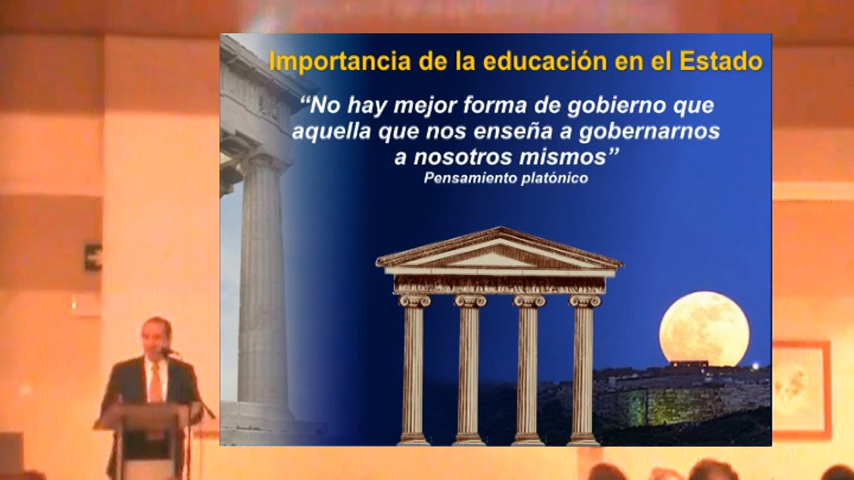 Importancia de la educación en el Estado
“No hay mejor forma de gobierno que
aquella que nos enseña a gobernarnos
a nosotros mismos”
Pensamiento platónico